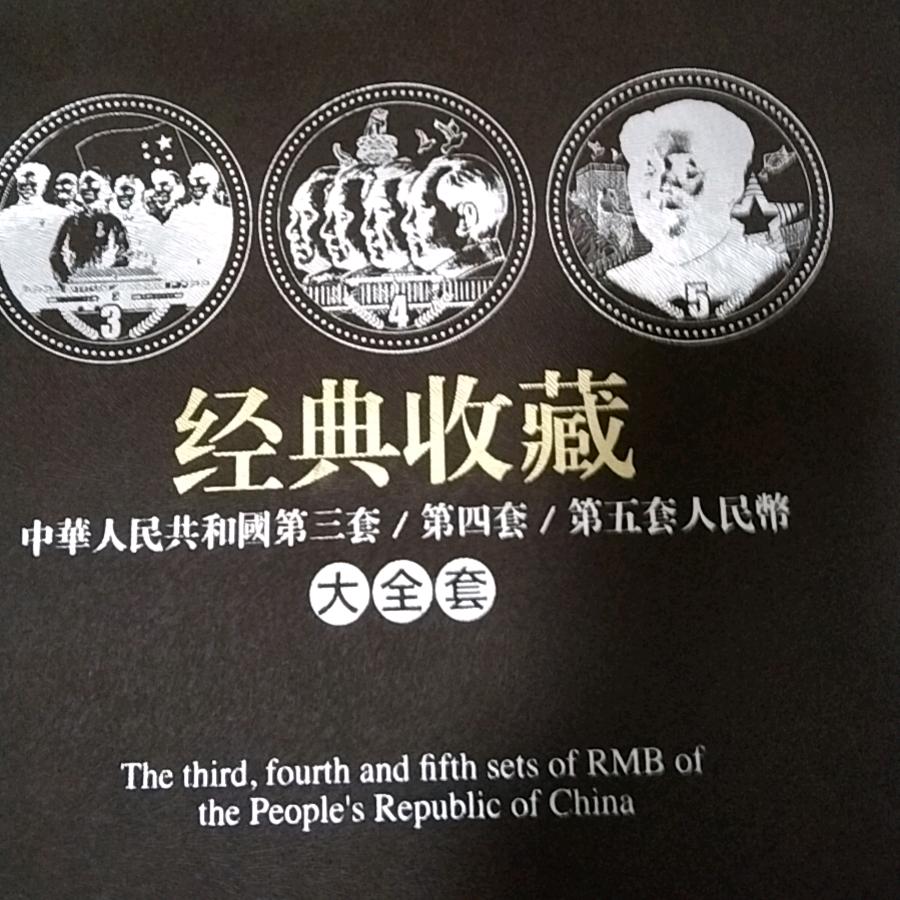 3 4 5
经典收藏
中華人民共和國第三套 / 第四套 / 第五套人民幣
大全套
The third, fourth and fifth sets of RMB of
the People's Republic of China